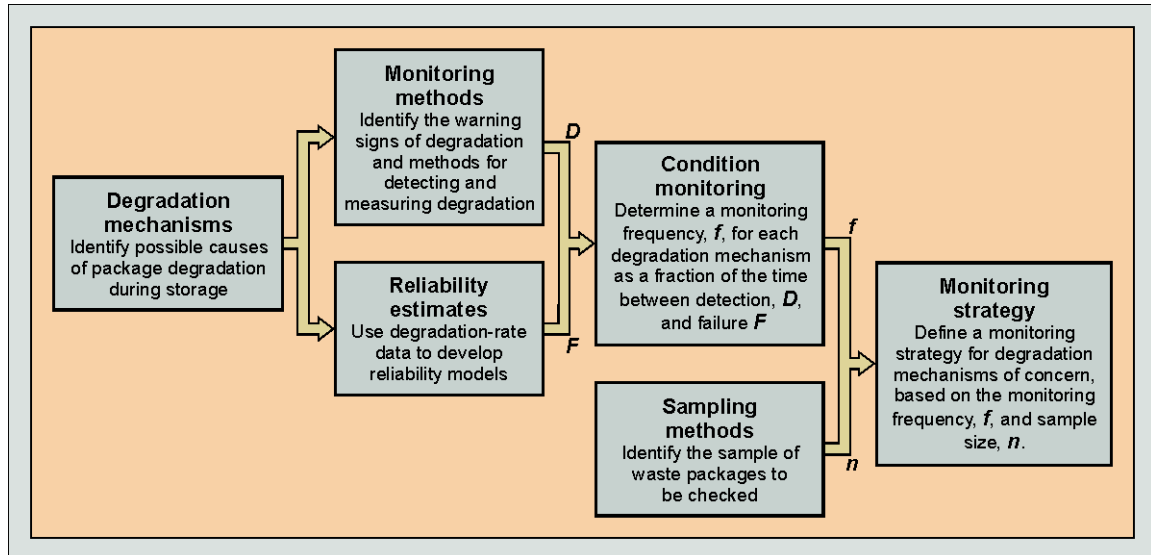 Degradation
mechanisms
Identify possible causes
of package degradation
during storage
Monitoring
methods
Identify the warning
signs of degradation
and methods for
detecting and
measuring degradation
D
Reliability
estimates
Use degradation-rate
data to develop
reliability models
F
Condition
monitoring
Determine a monitoring
frequency, f, for each
degradation mechanism
as a fraction of the time
between detection, D,
and failure F
f
Sampling
methods
Identify the sample of
waste packages to
be checked
n
Monitoring
strategy
Define a monitoring
strategy for degradation
mechanisms of concern,
based on the monitoring
frequency, f, and sample
size, n.